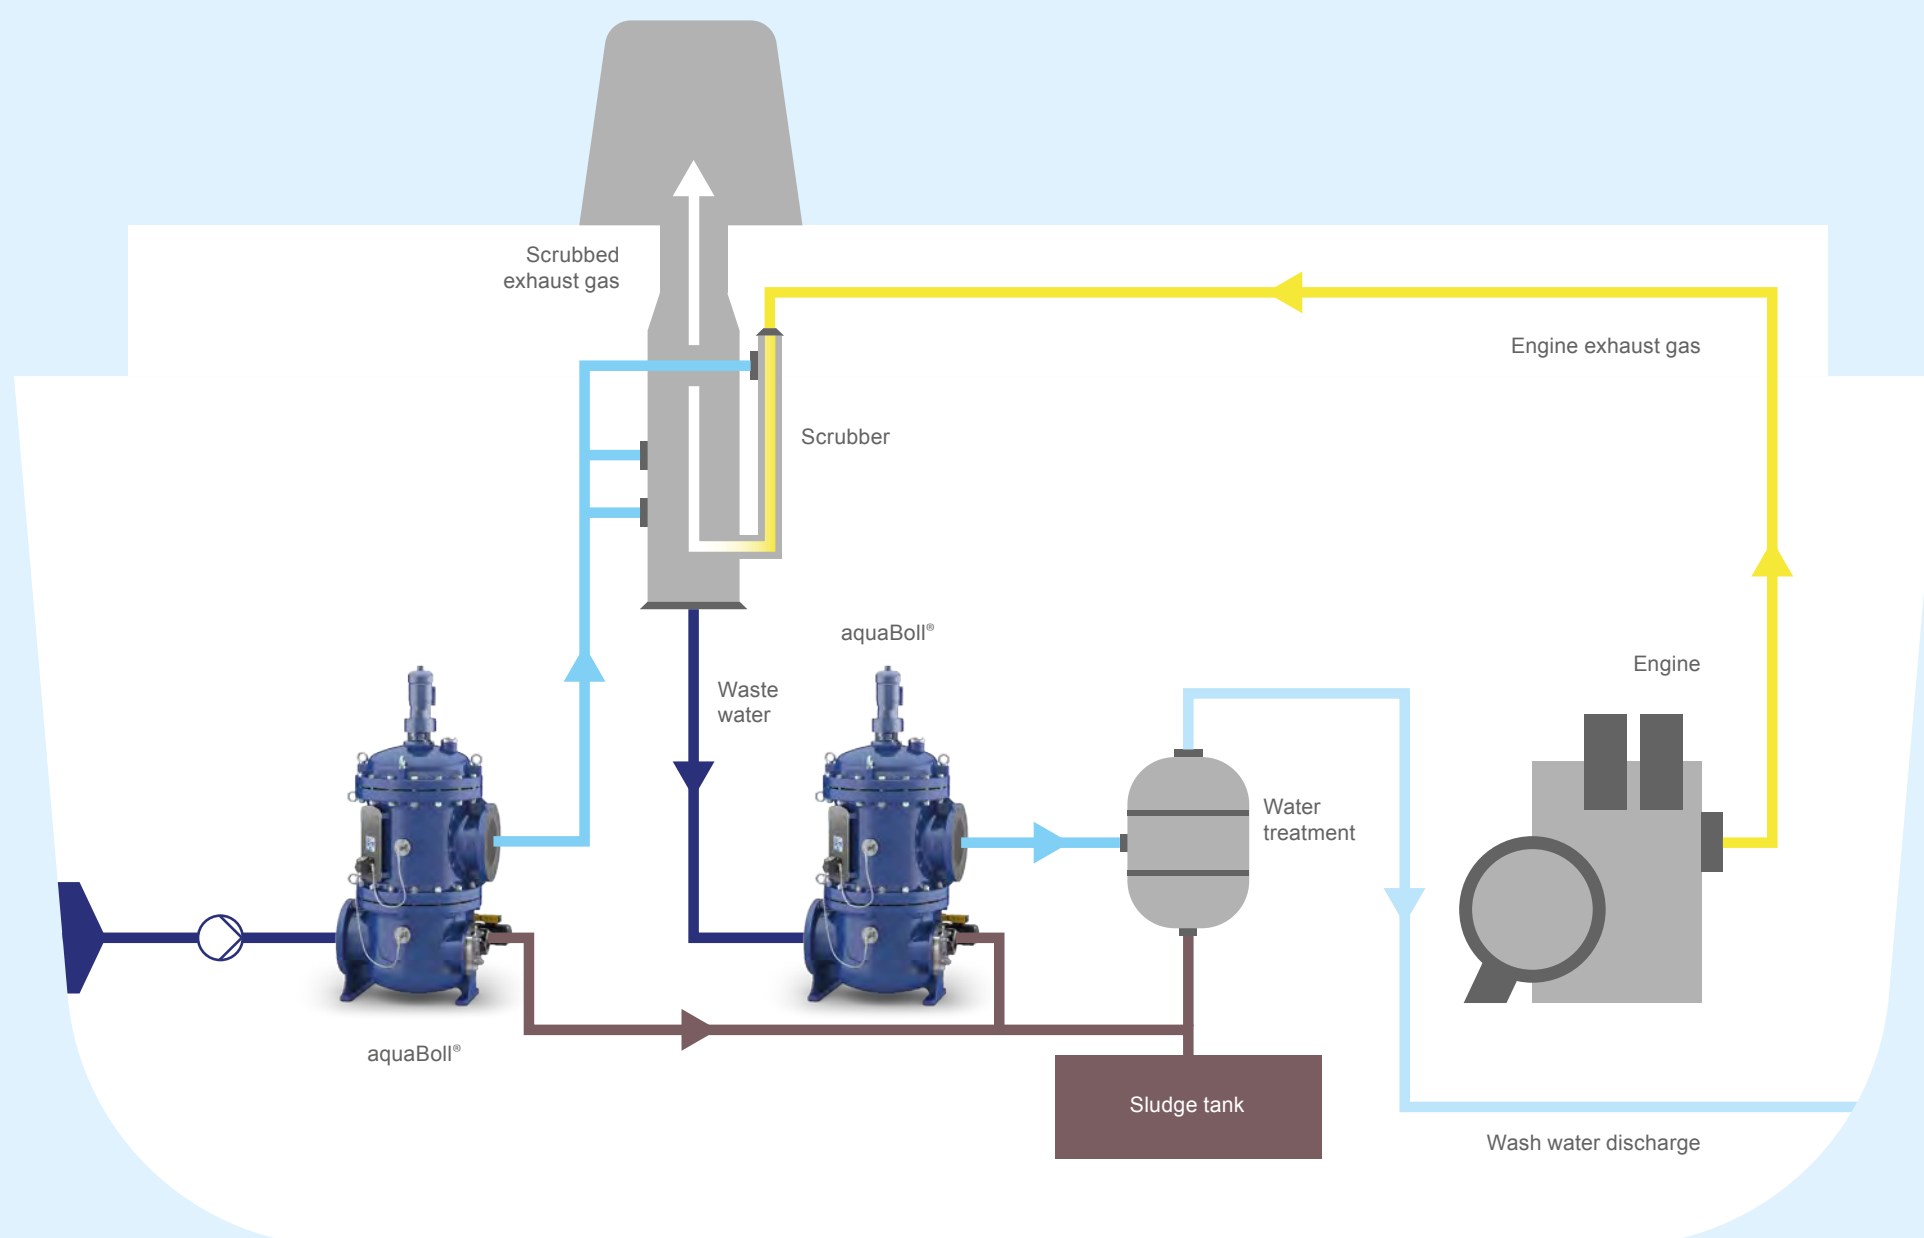 Scrubbed
exhaust gas
Engine exhaust gas
Scrubber
aquaBoll®
Engine
Waste
water
Water
treatment
aquaBoll®
Sludge tank
Wash water discharge